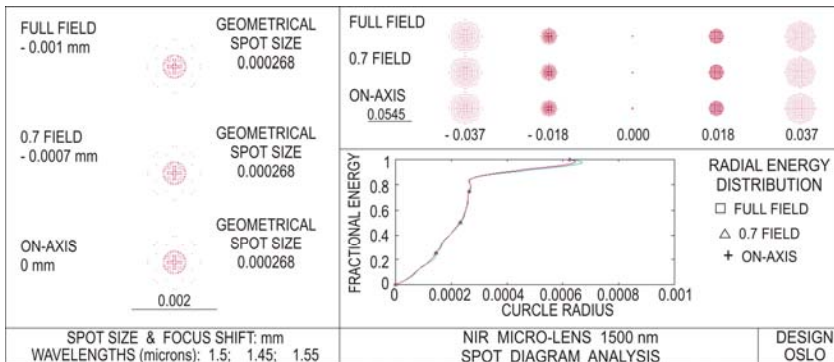 FULL FIELD
- 0.001 mm
GEOMETRICAL
SPOT SIZE
0.000268
0.7 FIELD
- 0.0007 mm
GEOMETRICAL
SPOT SIZE
0.000268
ON-AXIS
0 mm
GEOMETRICAL
SPOT SIZE
0.000268
0.002
FULL FIELD
0.7 FIELD
ON-AXIS
0.0545
- 0.037 - 0.018 0.000 0.018 0.037
FRACTIONAL ENERGY
1
0.8
0.6
0.4
0.2
0
0.0002 0.0004 0.0006 0.0008 0.001
CURCLE RADIUS
RADIAL ENERGY
DISTRIBUTION
FULL FIELD
0.7 FIELD
ON-AXIS
SPOT SIZE & FOCUS SHIFT: mm
WAVELENGTHS (microns): 1.5; 1.45; 1.55
NIR MICRO-LENS 1500 nm
SPOT DIAGRAM ANALYSIS
DESIGN
OSLO